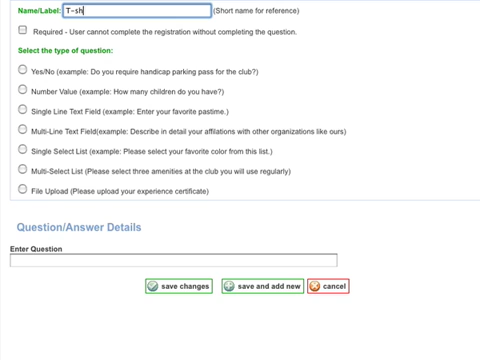 Name/Label: T-sh (Short name for reference)
Required - User cannot complete the registration without completing the question.
Select the type of question:
Yes/No (example: Do you require handicap parking pass for the club?)
Number Value (example: How many children do you have?)
Single Line Text Field (example: Enter your favorite pastime.)
Multi-Line Text Field(example: Describe in detail your affilations with other organizations like ours)
Single Select List (example: Please select your favorite color from this list.)
Multi-Select List (Please select three amenities at the club you will use regularly)
File Upload (Please upload your experience certificate)
Question/Answer Details
Enter Question
save changes save and add new cancel